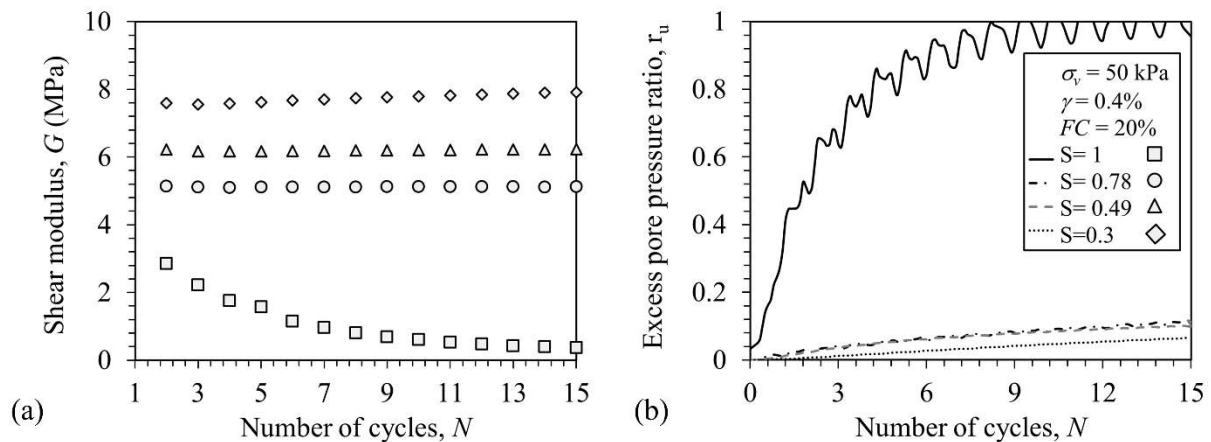 10
8
6
4
2
0
Shear modulus, G (MPa)
1 3 5 7 9 11 13 15
Number of cycles, N
(a)
1
0.8
0.6
0.4
0.2
0
Excess pore pressure ratio, r_u
0 3 6 9 12 15
Number of cycles, N
(b)
σ_v = 50 kPa
γ = 0.4%
FC = 20%
S= 1
S= 0.78
S= 0.49
S=0.3